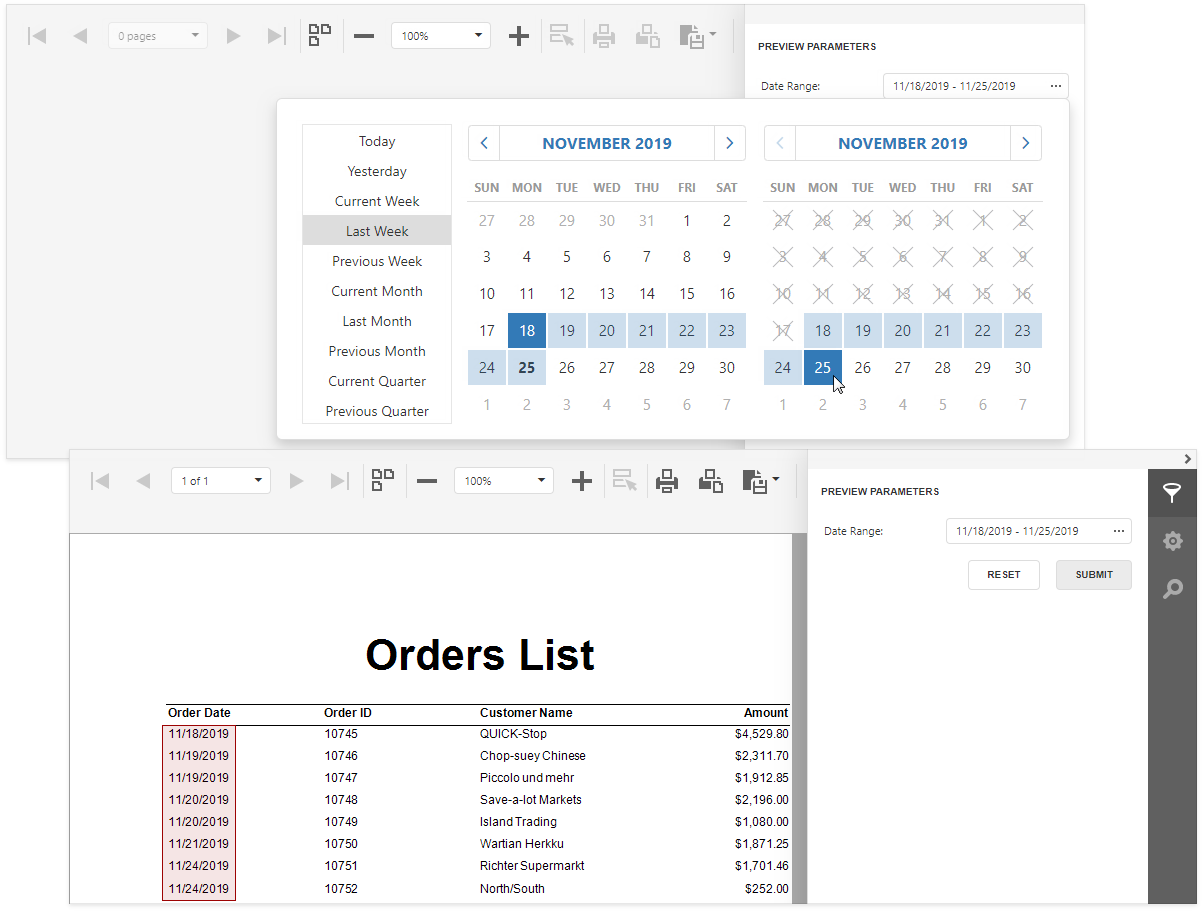 0 pages 100%
PREVIEW PARAMETERS
Date Range: 11/18/2019 - 11/25/2019 ...
Today
Yesterday
Current Week
Last Week
Previous Week
Current Month
Last Month
Previous Month
Current Quarter
Previous Quarter
NOVEMBER 2019
SUN MON TUE WED THU FRI SAT
27 28 29 30 31 1 2
3 4 5 6 7 8 9
10 11 12 13 14 15 16
17 18 19 20 21 22 23
24 25 26 27 28 29 30
1 2 3 4 5 6 7
NOVEMBER 2019
SUN MON TUE WED THU FRI SAT
27 28 29 30 31 1 2
3 4 5 6 7 8 9
10 11 12 13 14 15 16
17 18 19 20 21 22 23
24 25 26 27 28 29 30
1 2 3 4 5 6 7
1 of 1 100%
PREVIEW PARAMETERS
Date Range: 11/18/2019 - 11/25/2019 ...
RESET SUBMIT
Orders List
Order Date Order ID Customer Name Amount
11/18/2019 10745 QUICK-Stop $4,529.80
11/19/2019 10746 Chop-suey Chinese $2,311.70
11/19/2019 10747 Piccolo und mehr $1,912.85
11/20/2019 10748 Save-a-lot Markets $2,196.00
11/20/2019 10749 Island Trading $1,080.00
11/21/2019 10750 Wartian Herkku $1,871.25
11/24/2019 10751 Richter Supermarkt $1,701.46
11/24/2019 10752 North/South $252.00